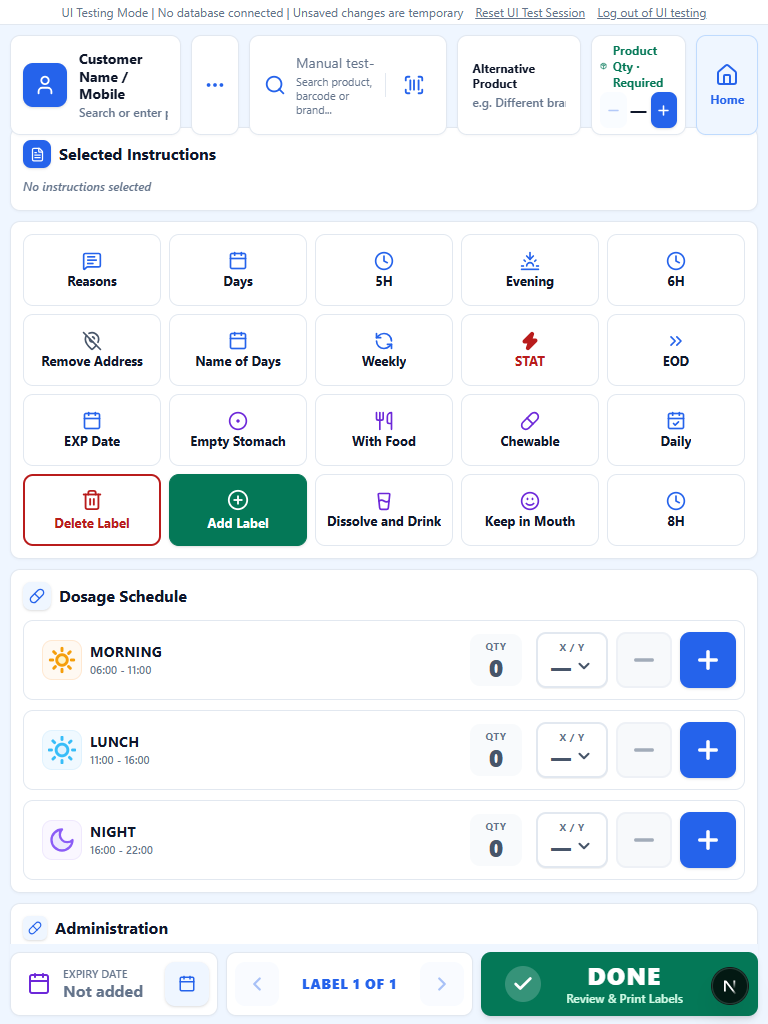 UI Testing Mode | No database connected | Unsaved changes are temporary Reset UI Test Session Log out of UI testing
Customer
Name /
Mobile
Search or enter p
Manual test-
Search product,
barcode or
brand...
Alternative
Product
e.g. Different bra
Product
Qty ·
Required
Home
Selected Instructions
No instructions selected
Reasons
Days
5H
Evening
6H
Remove Address
Name of Days
Weekly
STAT
EOD
EXP Date
Empty Stomach
With Food
Chewable
Daily
Delete Label
Add Label
Dissolve and Drink
Keep in Mouth
8H
Dosage Schedule
MORNING
06:00 - 11:00
QTY
0
X / Y
—
LUNCH
11:00 - 16:00
QTY
0
X / Y
—
NIGHT
16:00 - 22:00
QTY
0
X / Y
—
Administration
EXPIRY DATE
Not added
LABEL 1 OF 1
DONE
Review & Print Labels
N